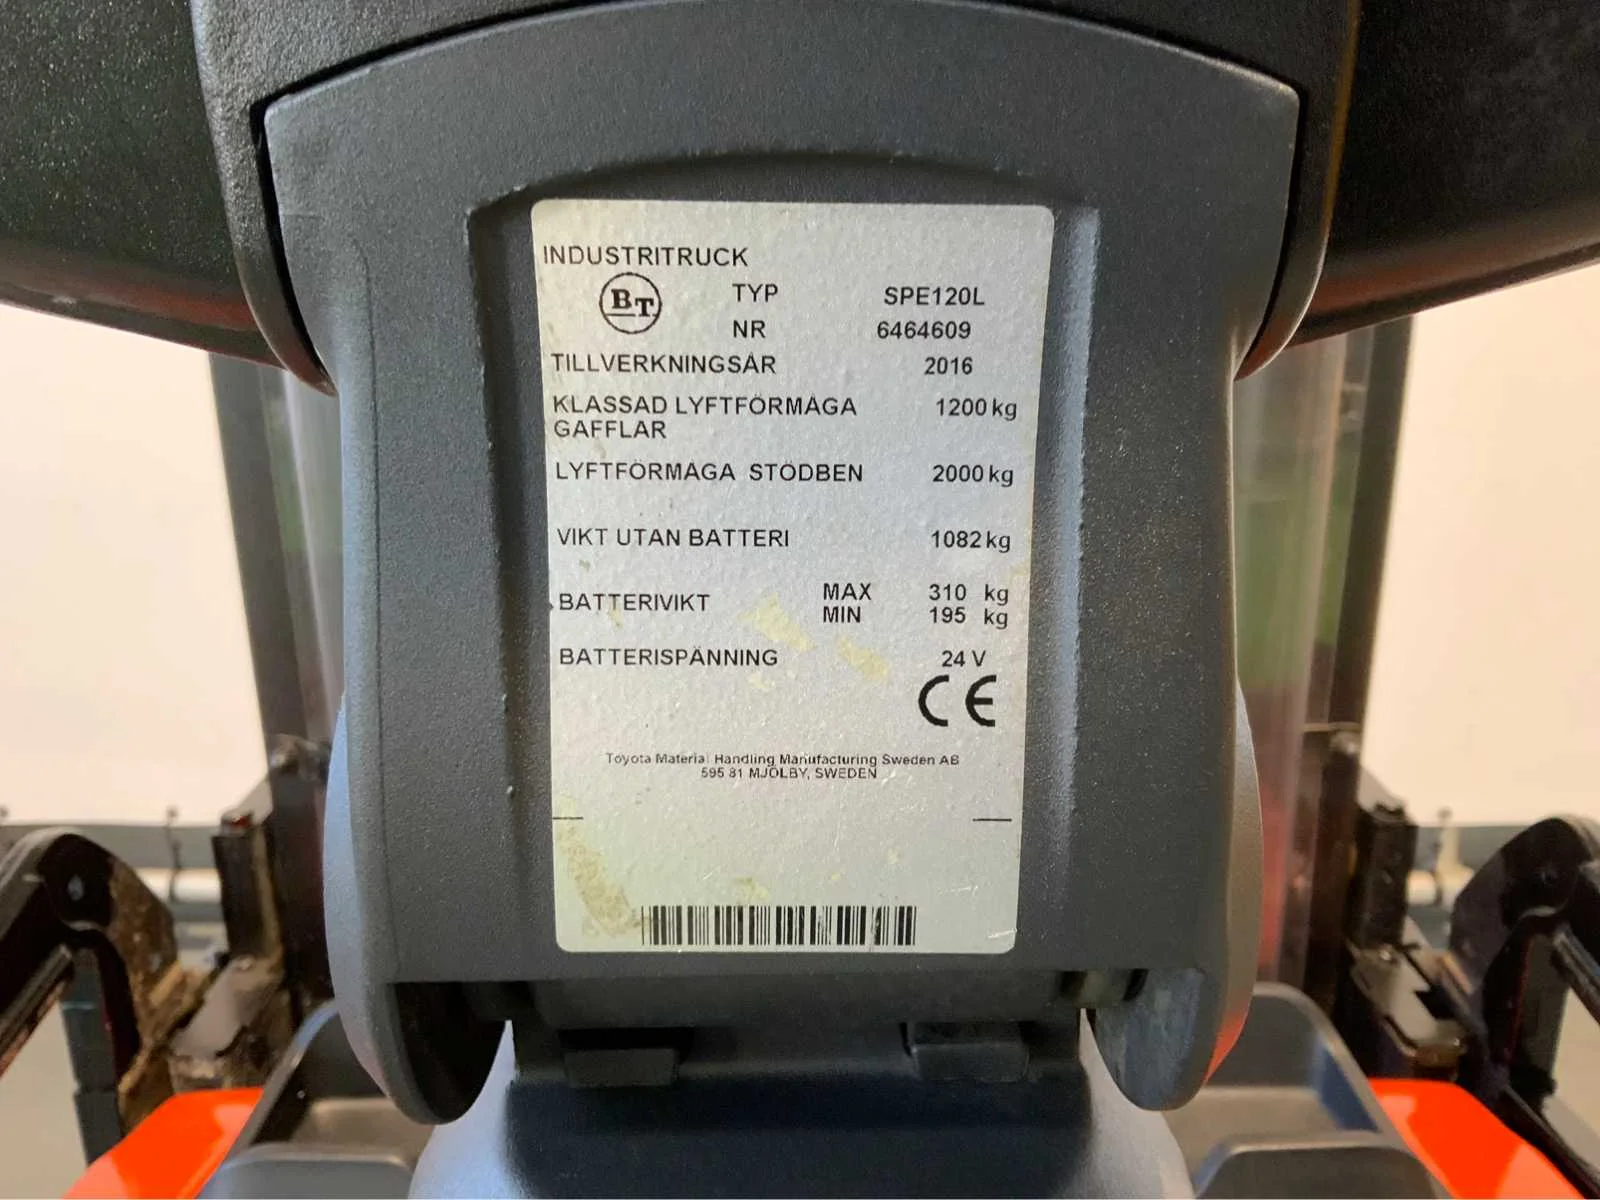 INDUSTRITRUCK
BT TYP SPE120L
NR 6464609
TILLVERKNINGSÅR 2016
KLASSAD LYFTFÖRMÅGA 1200 kg
GAFFLAR
LYFTFÖRMÅGA STÖDBEN 2000 kg
VIKT UTAN BATTERI 1082 kg
BATTERIVIKT MAX 310 kg
MIN 195 kg
BATTERISPÄNNING 24 V
CE
Toyota Material Handling Manufacturing Sweden AB
595 81 MJÖLBY, SWEDEN